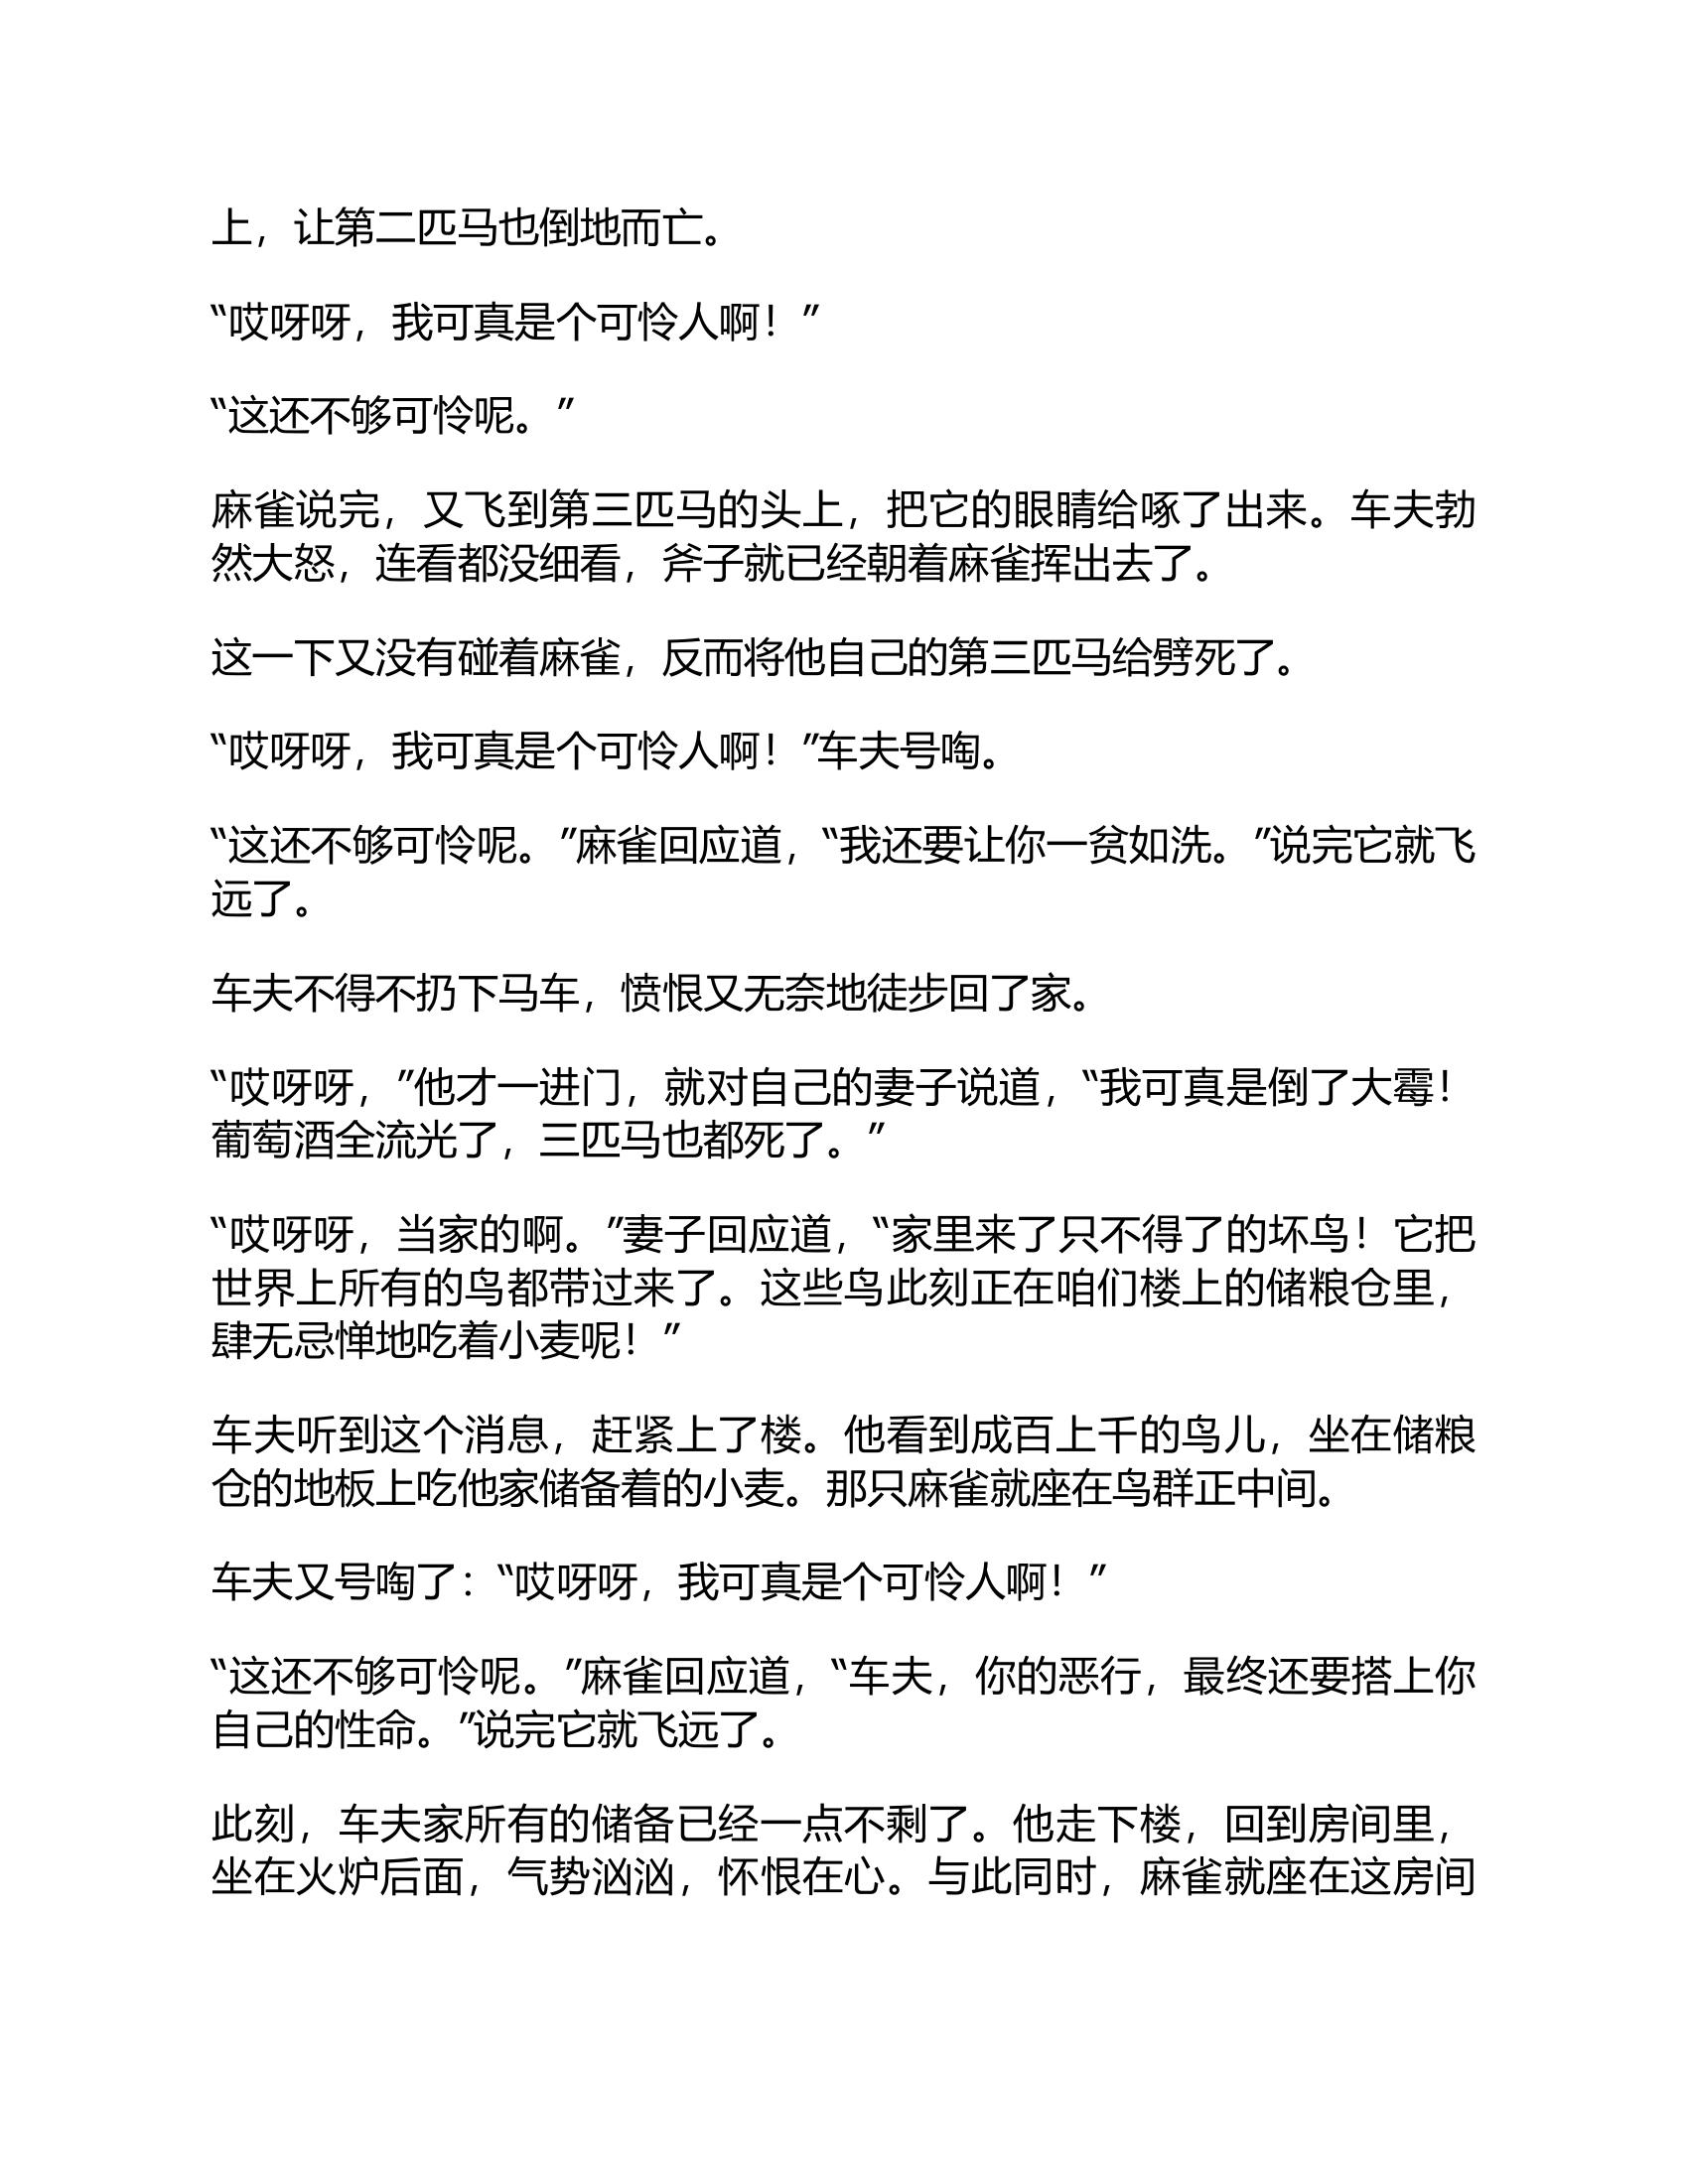 上，让第二匹马也倒地而亡。
“哎呀呀，我可真是个可怜人啊！”
“这还不够可怜呢。”
麻雀说完，又飞到第三匹马的头上，把它的眼睛给啄了出来。车夫勃
然大怒，连看都没细看，斧子就已经朝着麻雀挥出去了。
这一下又没有碰着麻雀，反而将他自己的第三匹马给劈死了。
“哎呀呀，我可真是个可怜人啊！”车夫号啕。
“这还不够可怜呢。”麻雀回应道，“我还要让你一贫如洗。”说完它就飞
远了。
车夫不得不扔下马车，愤恨又无奈地徒步回了家。
“哎呀呀，”他才一进门，就对自己的妻子说道，“我可真是倒了大霉！
葡萄酒全流光了，三匹马也都死了。”
“哎呀呀，当家的啊。”妻子回应道，“家里来了只不得了的坏鸟！它把
世界上所有的鸟都带过来了。这些鸟此刻正在咱们楼上的储粮仓里，
肆无忌惮地吃着小麦呢！”
车夫听到这个消息，赶紧上了楼。他看到成百上千的鸟儿，坐在储粮
仓的地板上吃他家储备着的小麦。那只麻雀就座在鸟群正中间。
车夫又号啕了：“哎呀呀，我可真是个可怜人啊！”
“这还不够可怜呢。”麻雀回应道，“车夫，你的恶行，最终还要搭上你
自己的性命。”说完它就飞远了。
此刻，车夫家所有的储备已经一点不剩了。他走下楼，回到房间里，
坐在火炉后面，气势汹汹，怀恨在心。与此同时，麻雀就座在这房间